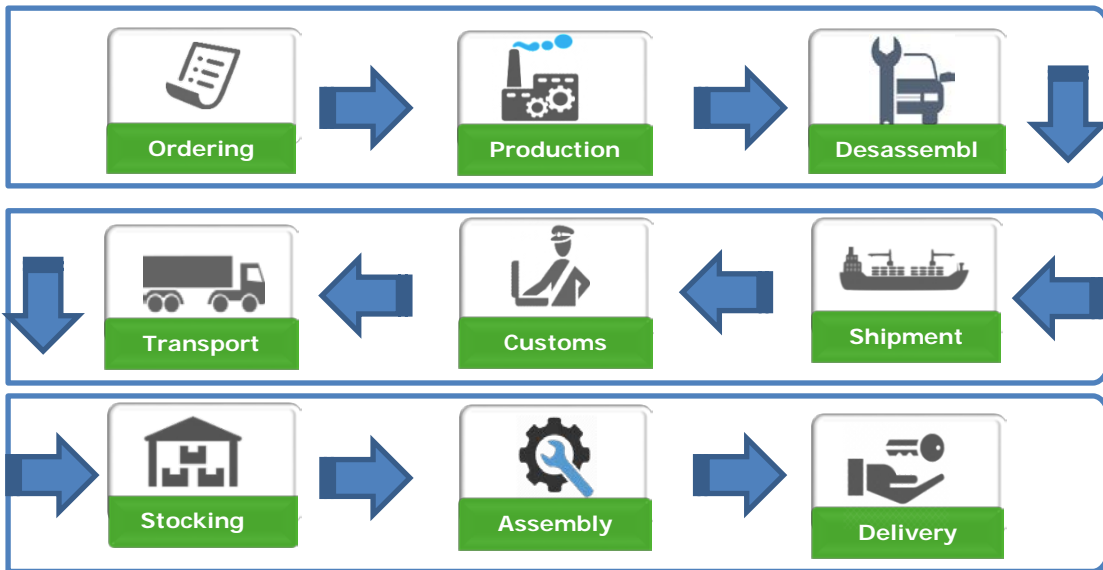 Ordering
Production
Desassembl
Transport
Customs
Shipment
Stocking
Assembly
Delivery